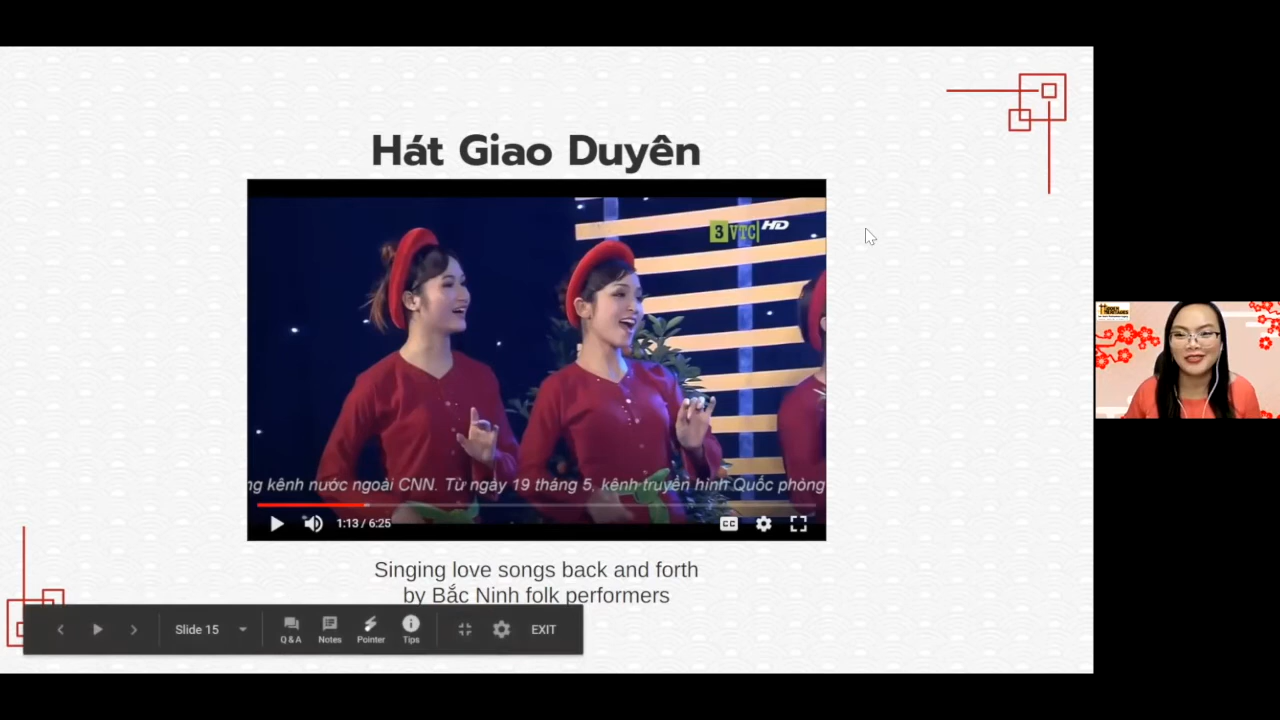 Hát Giao Duyên
3 VTC HD
ng kênh nước ngoài CNN. Từ ngày 19 tháng 5, kênh truyền hình Quốc phòng
1:13 / 6:25
CC
Singing love songs back and forth
by Bắc Ninh folk performers
Slide 15
Q & A
Notes
Pointer
Tips
EXIT